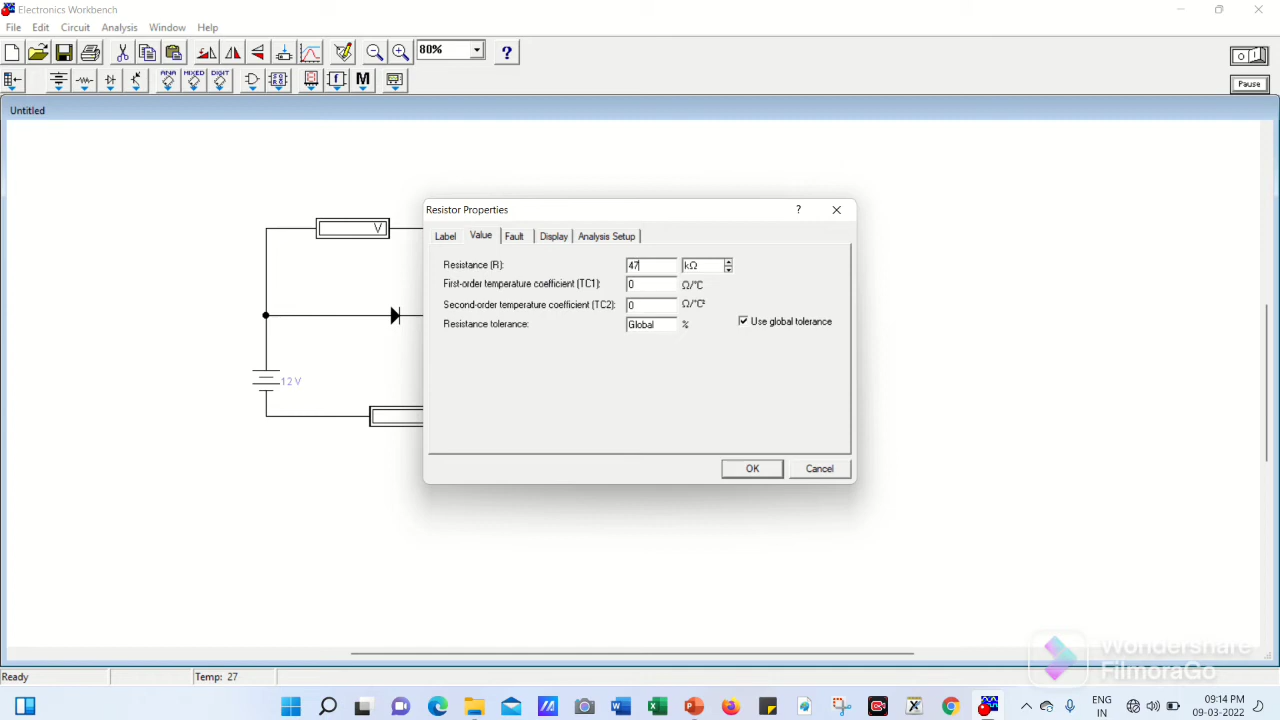 Electronics Workbench
File Edit Circuit Analysis Window Help
80%
ANA MIXED DIGIT
M
Pause
Untitled
V
12 V
Resistor Properties
Label Value Fault Display Analysis Setup
Resistance (R): 47 kΩ
First-order temperature coefficient (TC1): 0 Ω/°C
Second-order temperature coefficient (TC2): 0 Ω/°C²
Resistance tolerance: Global % Use global tolerance
OK Cancel
Wondershare
FilmoraGo
Ready Temp: 27
ENG
IN
09:14 PM
09-03-2022